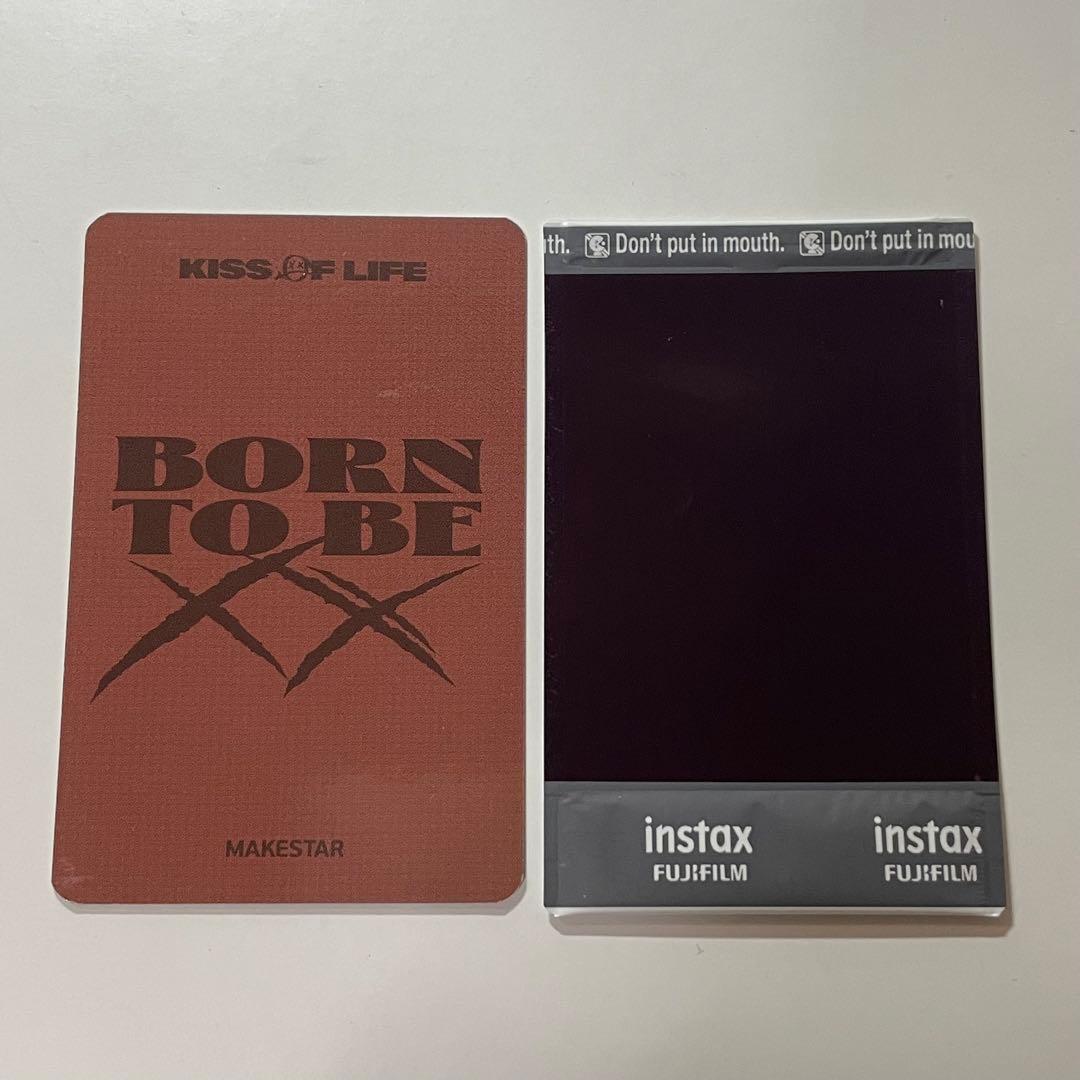 KISS OF LIFE
BORN
TO BE
XX
MAKESTAR
th. Don't put in mouth. Don't put in mou
instax instax
FUJIFILM FUJIFILM